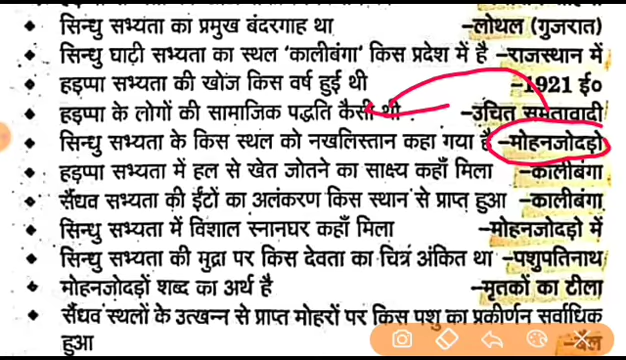 सिन्धु सभ्यता का प्रमुख बंदरगाह था –लोथल (गुजरात)
सिन्धु घाटी सभ्यता का स्थल 'कालीबंगा' किस प्रदेश में है –राजस्थान में
हड़प्पा सभ्यता की खोज किस वर्ष हुई थी –1921 ई०
हड़प्पा के लोगों की सामाजिक पद्धति कैसी थी –उचित समतावादी
सिन्धु सभ्यता के किस स्थल को नखलिस्तान कहा गया है –मोहनजोदड़ो
हड़प्पा सभ्यता में हल से खेत जोतने का साक्ष्य कहाँ मिला –कालीबंगा
सैंधव सभ्यता की ईंटों का अलंकरण किस स्थान से प्राप्त हुआ –कालीबंगा
सिन्धु सभ्यता में विशाल स्नानघर कहाँ मिला –मोहनजोदड़ो में
सिन्धु सभ्यता की मुद्रा पर किस देवता का चित्र अंकित था –पशुपतिनाथ
मोहनजोदड़ों शब्द का अर्थ है –मृतकों का टीला
सैंधव स्थलों के उत्खनन से प्राप्त मोहरों पर किस पशु का प्रकीर्णन सर्वाधिक
हुआ –बैल